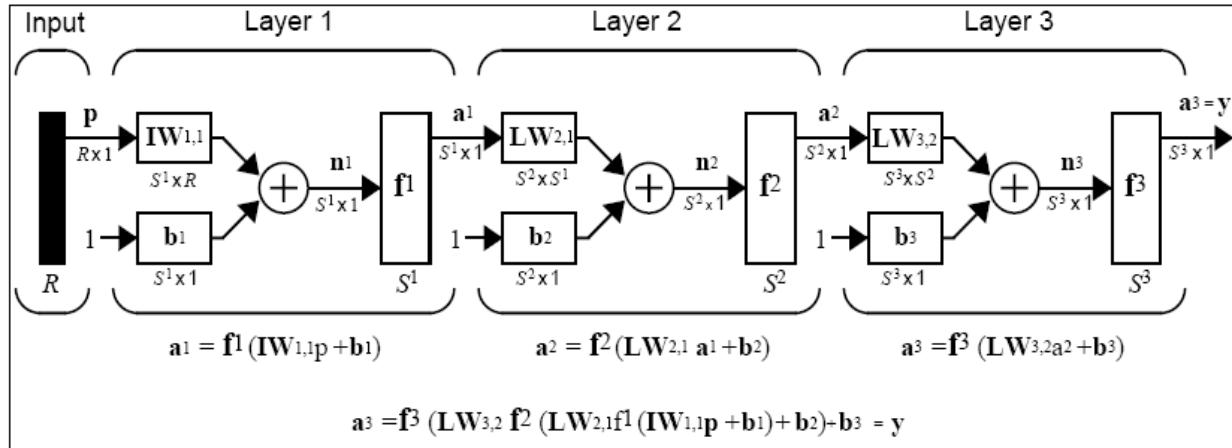 Input Layer 1 Layer 2 Layer 3
p a1 a2 a3 = y
IW1,1 n1 LW2,1 n2 LW3,2 n3
R x 1 S1 x 1 S2 x 1 S3 x 1
S1 x R f1 S2 x S1 f2 S3 x S2 f3
S1 x 1 S2 x 1 S3 x 1
1 b1 1 b2 1 b3
R S1 x 1 S1 S2 x 1 S2 S3 x 1 S3
a1 = f1 (IW1,1p + b1) a2 = f2 (LW2,1 a1 + b2) a3 =f3 (LW3,2a2 + b3)
a3 =f3 (LW3,2 f2 (LW2,1f1 (IW1,1p + b1) + b2) + b3 = y